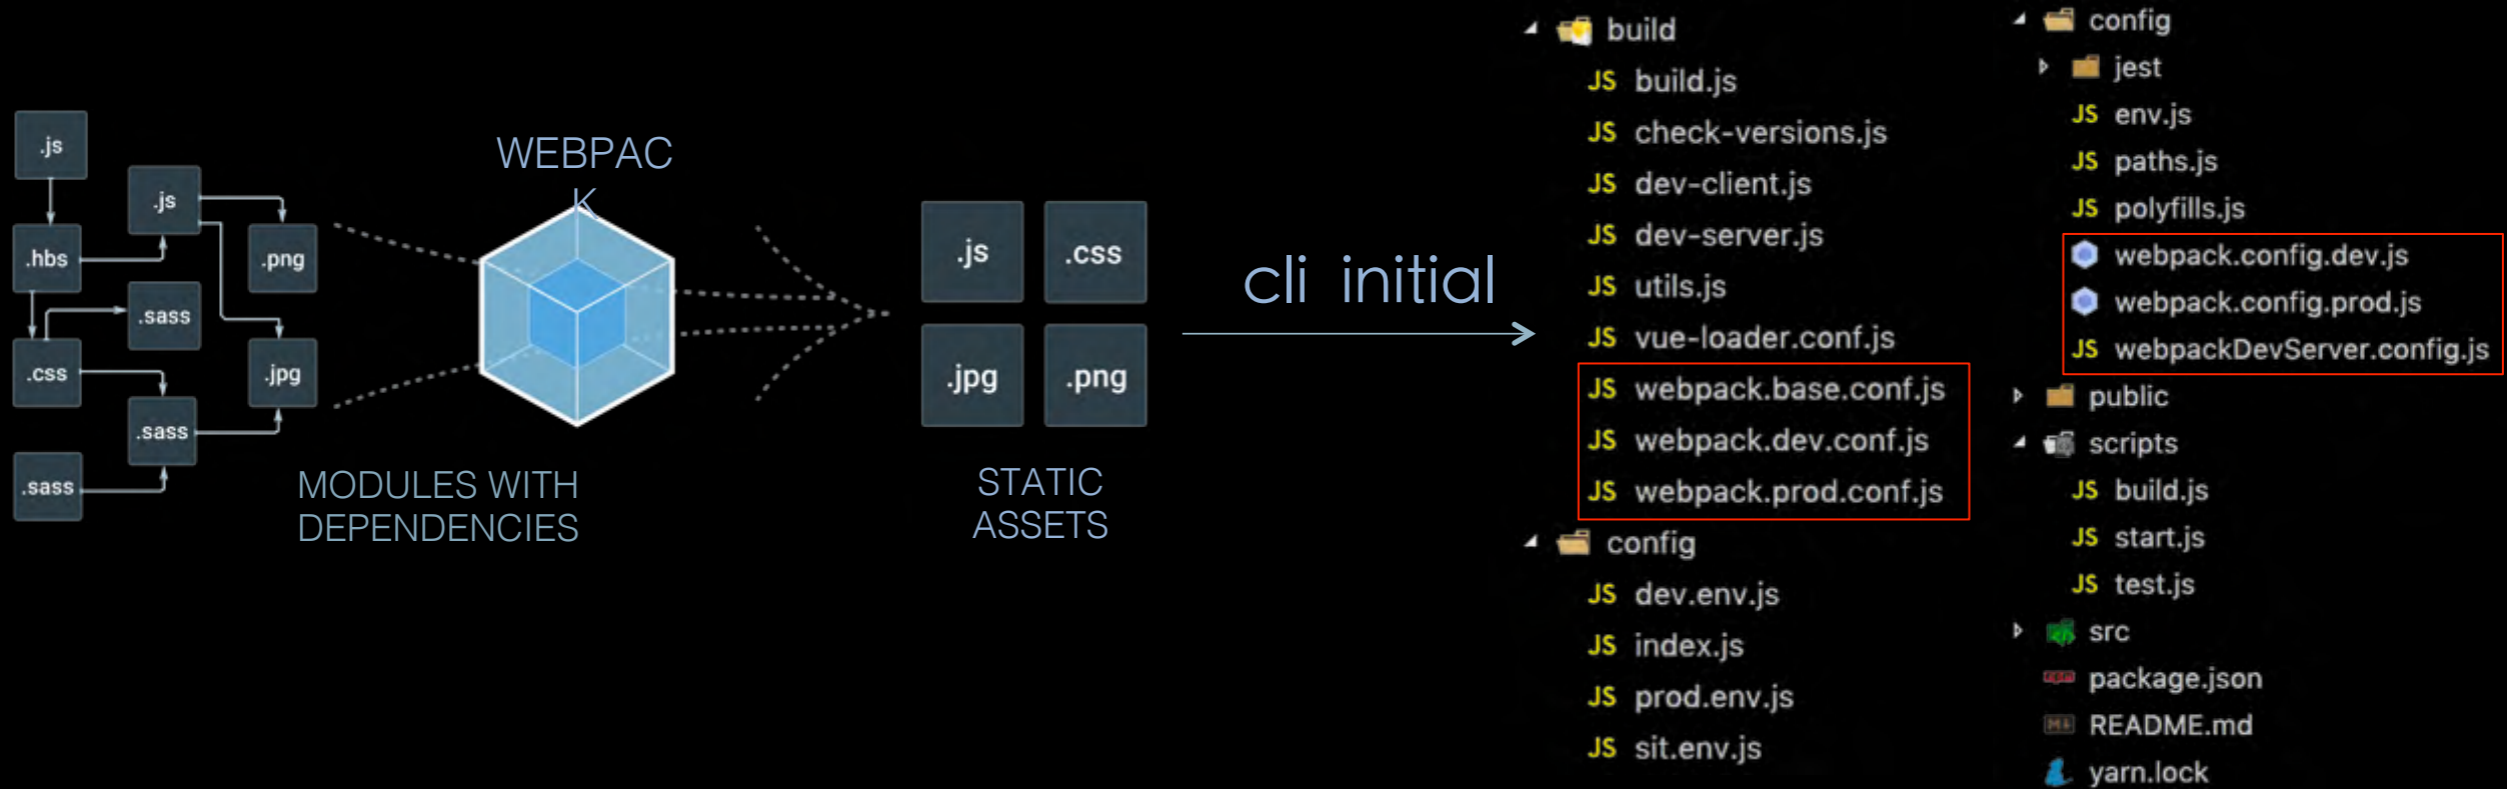 .js
.js
.hbs
.png
.sass
.css
.jpg
.sass
.sass
WEBPAC
K
MODULES WITH
DEPENDENCIES
.js
.css
.jpg
.png
STATIC
ASSETS
cli initial
build
JS build.js
JS check-versions.js
JS dev-client.js
JS dev-server.js
JS utils.js
JS vue-loader.conf.js
JS webpack.base.conf.js
JS webpack.dev.conf.js
JS webpack.prod.conf.js
config
JS dev.env.js
JS index.js
JS prod.env.js
JS sit.env.js
config
jest
JS env.js
JS paths.js
JS polyfills.js
webpack.config.dev.js
webpack.config.prod.js
JS webpackDevServer.config.js
public
scripts
JS build.js
JS start.js
JS test.js
src
package.json
README.md
yarn.lock